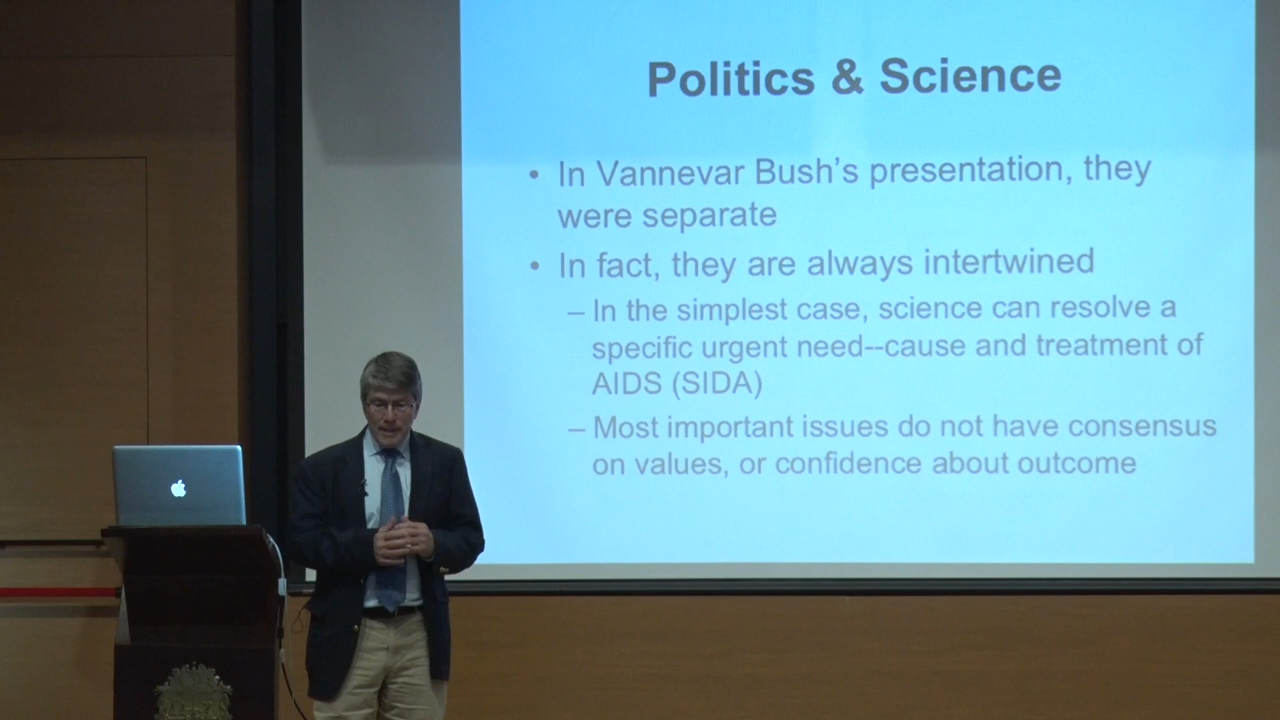 Politics & Science
• In Vannevar Bush's presentation, they
were separate
• In fact, they are always intertwined
– In the simplest case, science can resolve a
specific urgent need--cause and treatment of
AIDS (SIDA)
– Most important issues do not have consensus
on values, or confidence about outcome